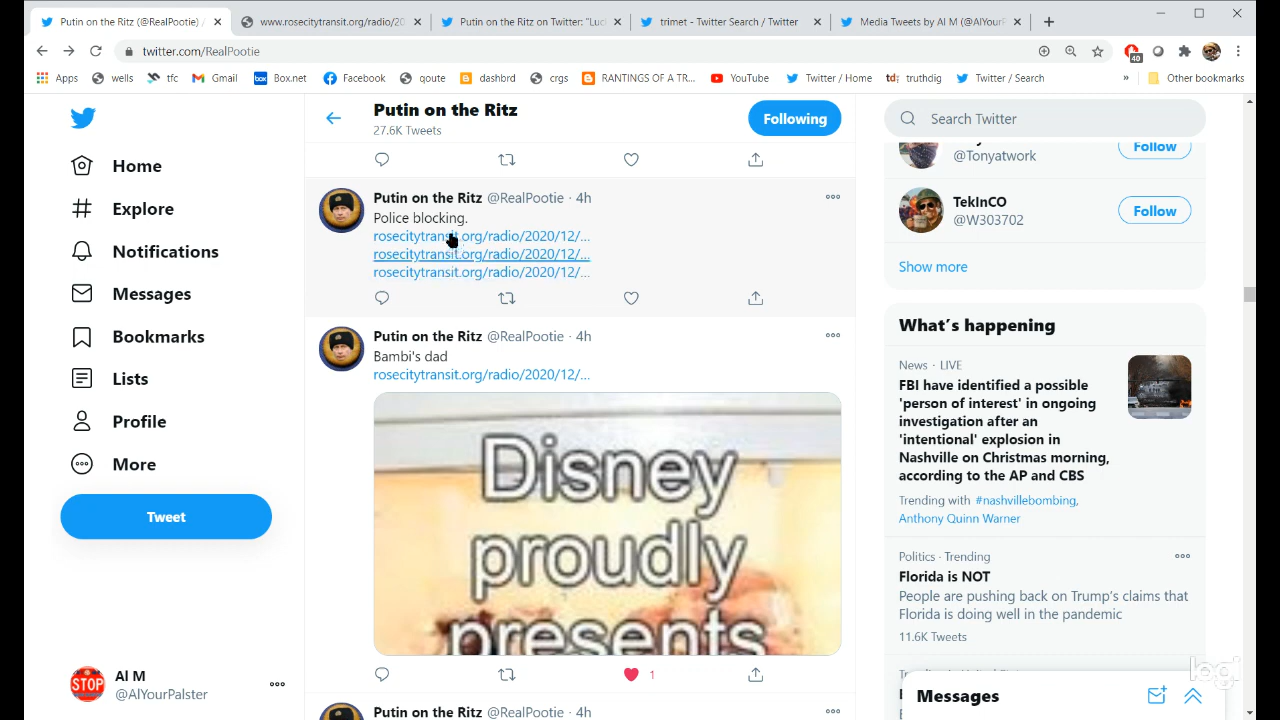 Putin on the Ritz (@RealPootie) /
www.rosecitytransit.org/radio/20
Putin on the Ritz on Twitter: "Luc
trimet - Twitter Search / Twitter
Media Tweets by Al M (@AlYourF
twitter.com/RealPootie
40
Apps
wells
tfc
Gmail
box
Box.net
Facebook
qoute
dashbrd
crgs
RANTINGS OF A TR...
YouTube
Twitter / Home
td
truthdig
Twitter / Search
»
Other bookmarks
Home
Explore
Notifications
Messages
Bookmarks
Lists
Profile
More
Tweet
Al M
@AlYourPalster
STOP
Putin on the Ritz
27.6K Tweets
Following
Putin on the Ritz @RealPootie · 4h
Police blocking.
rosecitytransit.org/radio/2020/12/...
rosecitytransit.org/radio/2020/12/...
rosecitytransit.org/radio/2020/12/...
Putin on the Ritz @RealPootie · 4h
Bambi's dad
rosecitytransit.org/radio/2020/12/...
Disney
proudly
presents
1
Putin on the Ritz @RealPootie · 4h
Search Twitter
@Tonyatwork
Follow
TekInCO
@W303702
Follow
Show more
What's happening
News · LIVE
FBI have identified a possible
'person of interest' in ongoing
investigation after an
'intentional' explosion in
Nashville on Christmas morning,
according to the AP and CBS
Trending with #nashvillebombing,
Anthony Quinn Warner
Politics · Trending
Florida is NOT
People are pushing back on Trump's claims that
Florida is doing well in the pandemic
11.6K Tweets
Messages
logi